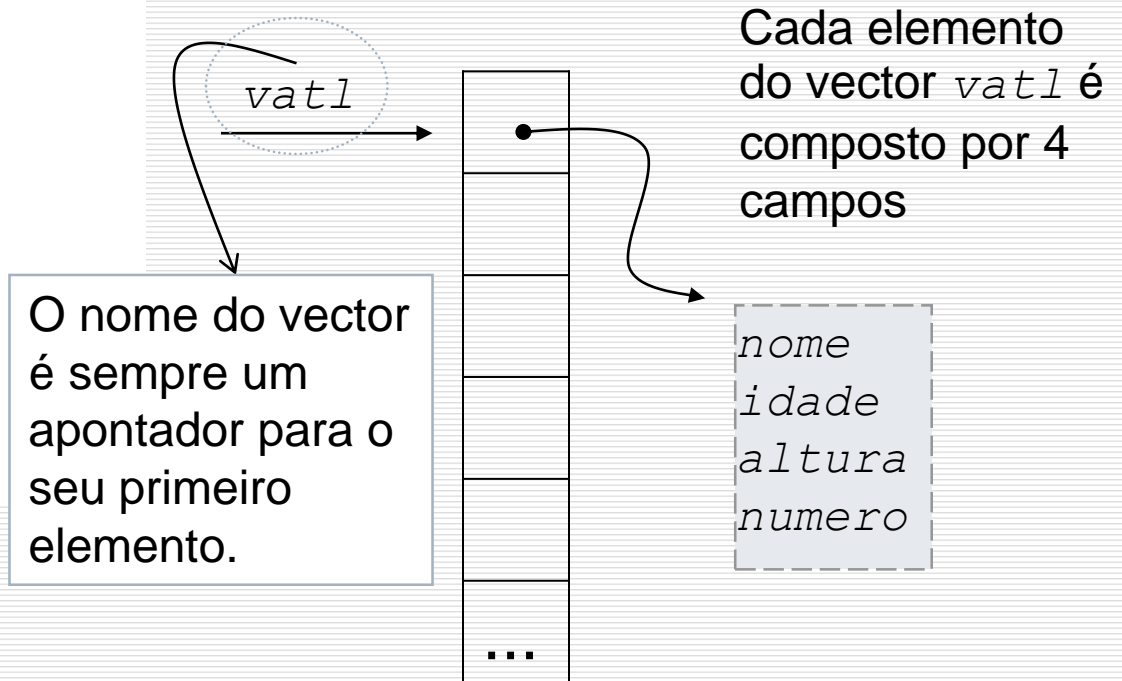 vatl
Cada elemento
do vector vatl é
composto por 4
campos
O nome do vector
é sempre um
apontador para o
seu primeiro
elemento.
nome
idade
altura
numero
...